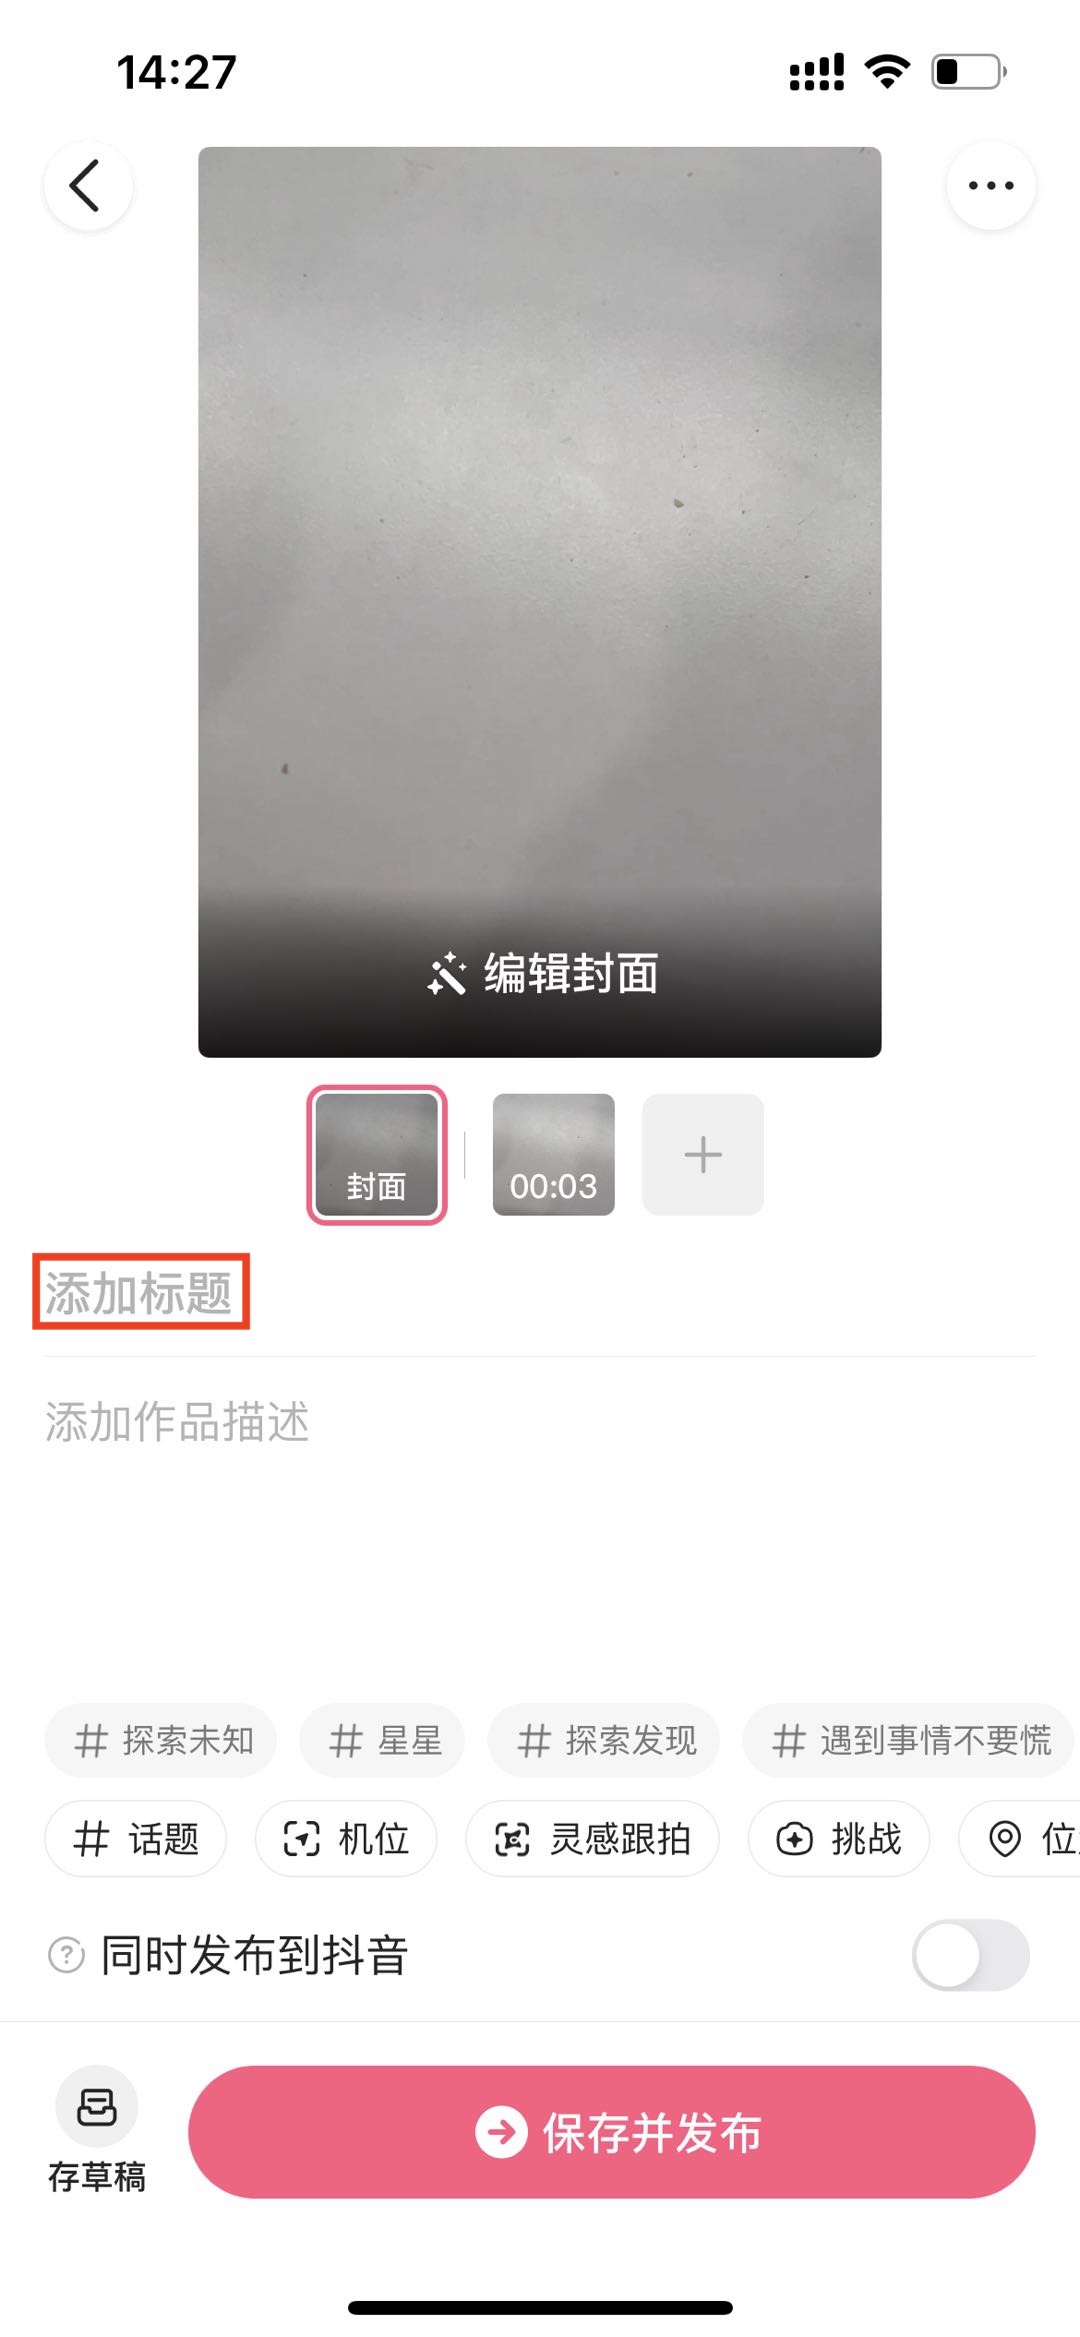 14:27
编辑封面
封面
00:03
添加标题
添加作品描述
# 探索未知 # 星星 # 探索发现 # 遇到事情不要慌
# 话题 机位 灵感跟拍 挑战 位
? 同时发布到抖音
存草稿
保存并发布